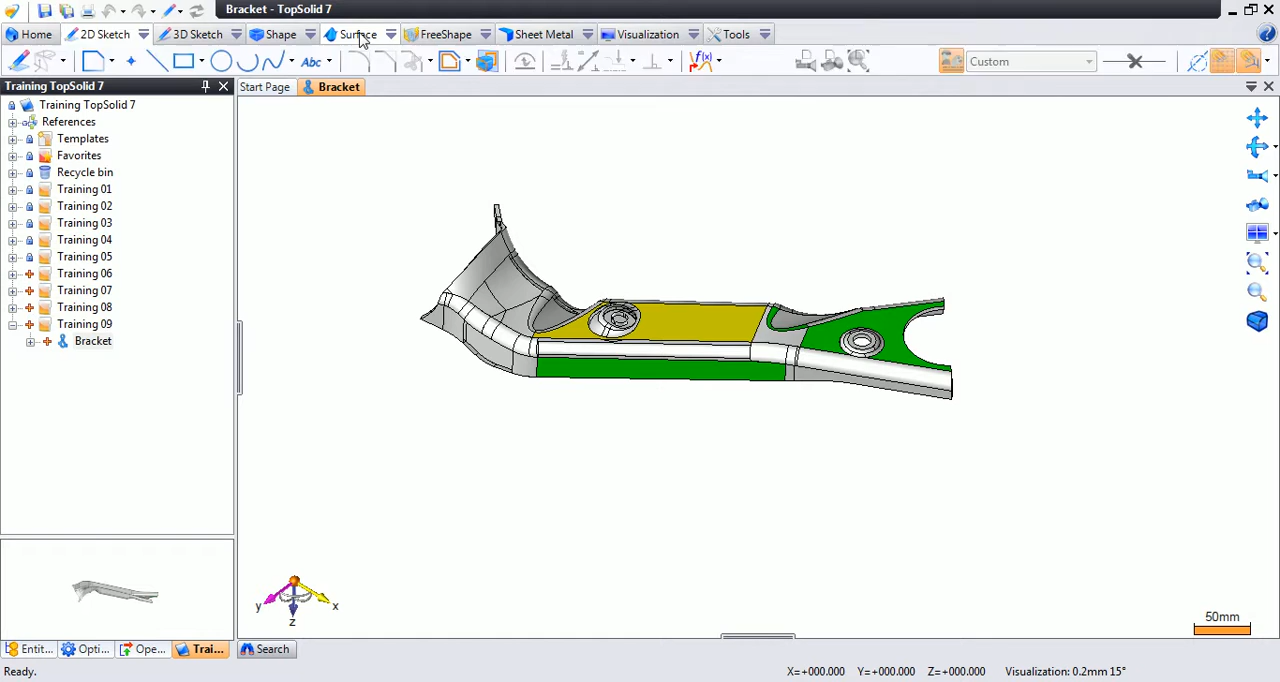 Bracket - TopSolid 7
Home 2D Sketch 3D Sketch Shape Surface FreeShape Sheet Metal Visualization Tools
Abc Custom
Training TopSolid 7
Start Page Bracket
Training TopSolid 7
References
Templates
Favorites
Recycle bin
Training 01
Training 02
Training 03
Training 04
Training 05
Training 06
Training 07
Training 08
Training 09
Bracket
y x
z
50mm
Entit... Opti... Ope... Trai... Search
Ready. X=+000.000 Y=+000.000 Z=+000.000 Visualization: 0.2mm 15°